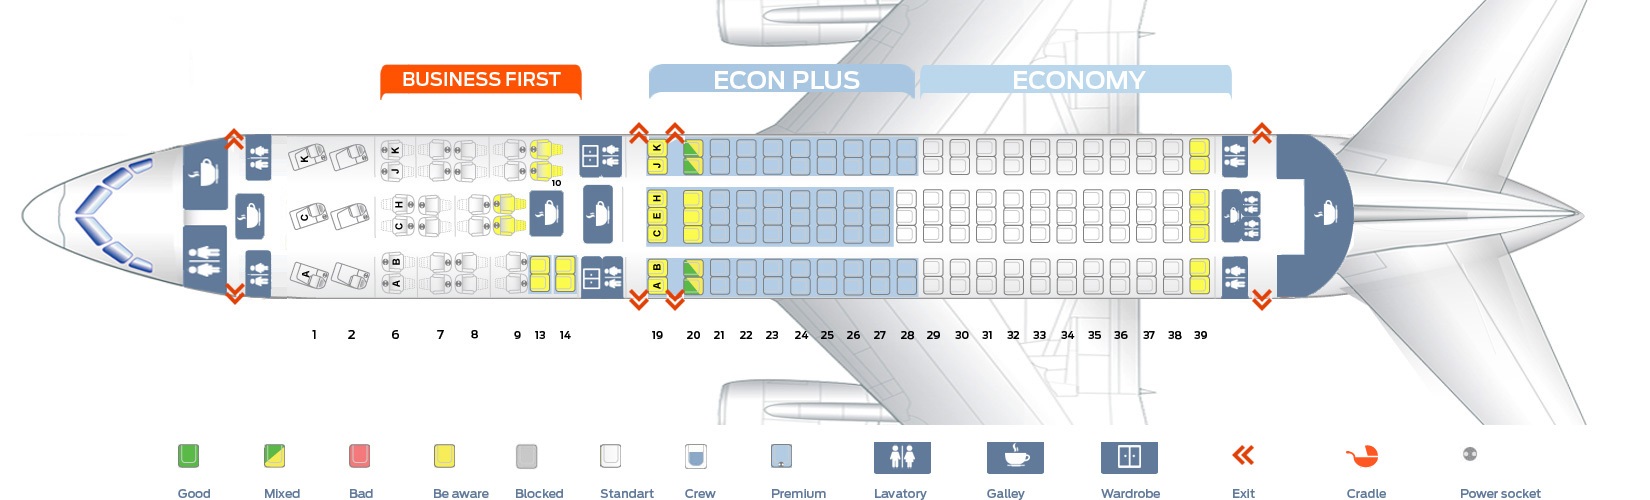 BUSINESS FIRST
ECON PLUS
ECONOMY
K
K
K
J
J
10
C
H
C
H
E
C
A
B
A
B
A
1 2 6 7 8 9 13 14 19 20 21 22 23 24 25 26 27 28 29 30 31 32 33 34 35 36 37 38 39
Good Mixed Bad Be aware Blocked Standart Crew Premium Lavatory Galley Wardrobe Exit Cradle Power socket